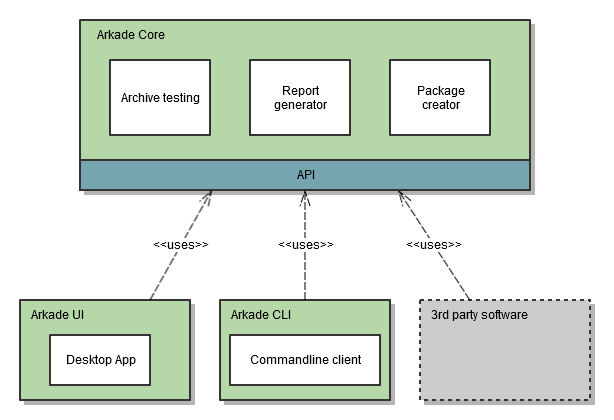 Arkade Core
Archive testing
Report
generator
Package
creator
API
<<uses>>
<<uses>>
<<uses>>
Arkade UI
Desktop App
Arkade CLI
Commandline client
3rd party software